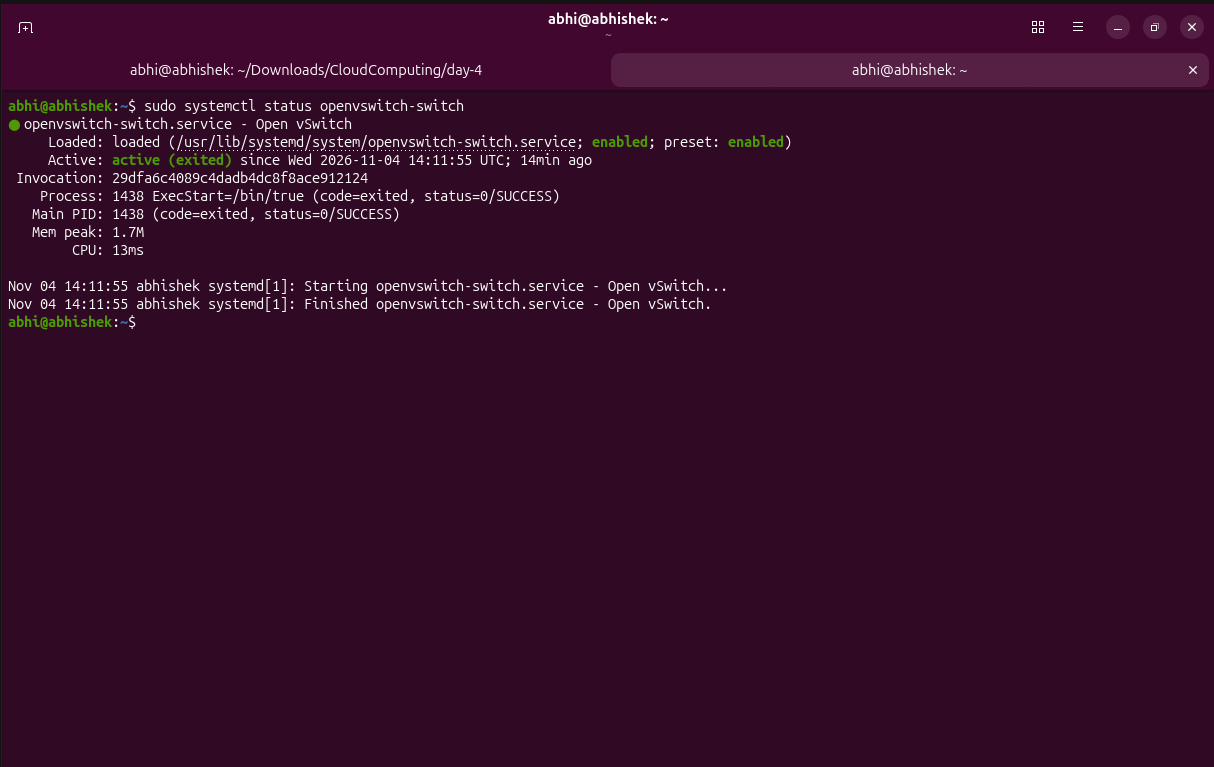 abhi@abhishek: ~
~
abhi@abhishek: ~/Downloads/CloudComputing/day-4
abhi@abhishek: ~
abhi@abhishek:~$ sudo systemctl status openvswitch-switch
● openvswitch-switch.service - Open vSwitch
     Loaded: loaded (/usr/lib/systemd/system/openvswitch-switch.service; enabled; preset: enabled)
     Active: active (exited) since Wed 2026-11-04 14:11:55 UTC; 14min ago
 Invocation: 29dfa6c4089c4dadb4dc8f8ace912124
    Process: 1438 ExecStart=/bin/true (code=exited, status=0/SUCCESS)
   Main PID: 1438 (code=exited, status=0/SUCCESS)
   Mem peak: 1.7M
        CPU: 13ms

Nov 04 14:11:55 abhishek systemd[1]: Starting openvswitch-switch.service - Open vSwitch...
Nov 04 14:11:55 abhishek systemd[1]: Finished openvswitch-switch.service - Open vSwitch.
abhi@abhishek:~$